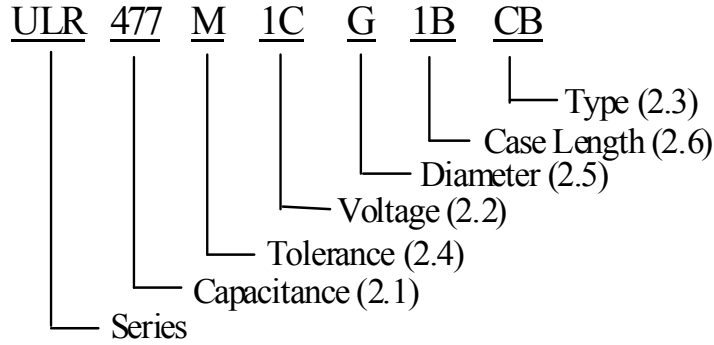 ULR 477 M 1C G 1B CB
Type (2.3)
Case Length (2.6)
Diameter (2.5)
Voltage (2.2)
Tolerance (2.4)
Capacitance (2.1)
Series